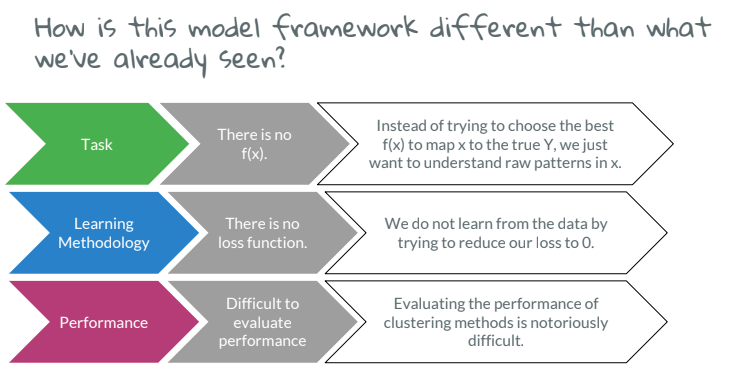 How is this model framework different than what
we've already seen?
Task
There is no
f(x).
Instead of trying to choose the best
f(x) to map x to the true Y, we just
want to understand raw patterns in x.
Learning
Methodology
There is no
loss function.
We do not learn from the data by
trying to reduce our loss to 0.
Performance
Difficult to
evaluate
performance
Evaluating the performance of
clustering methods is notoriously
difficult.